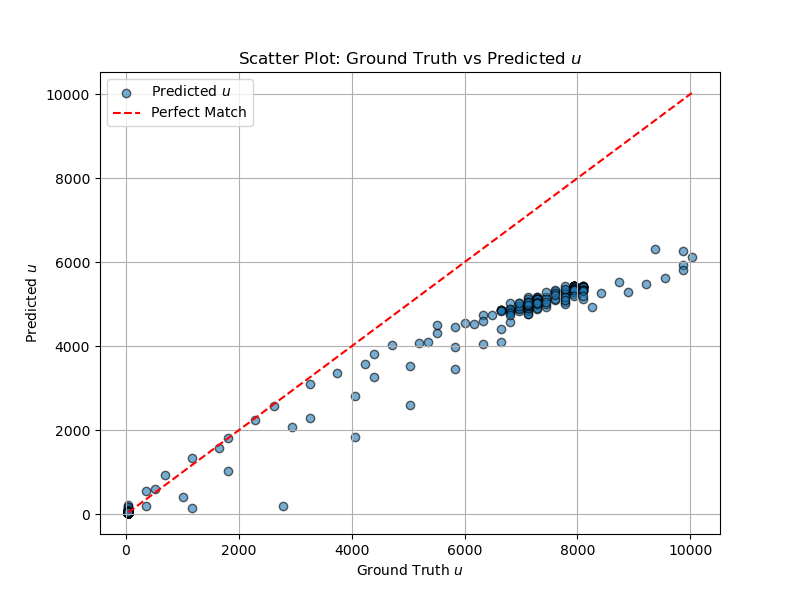 Scatter Plot: Ground Truth vs Predicted u
Predicted u
Perfect Match
10000
8000
6000
4000
2000
0
Predicted u
0 2000 4000 6000 8000 10000
Ground Truth u